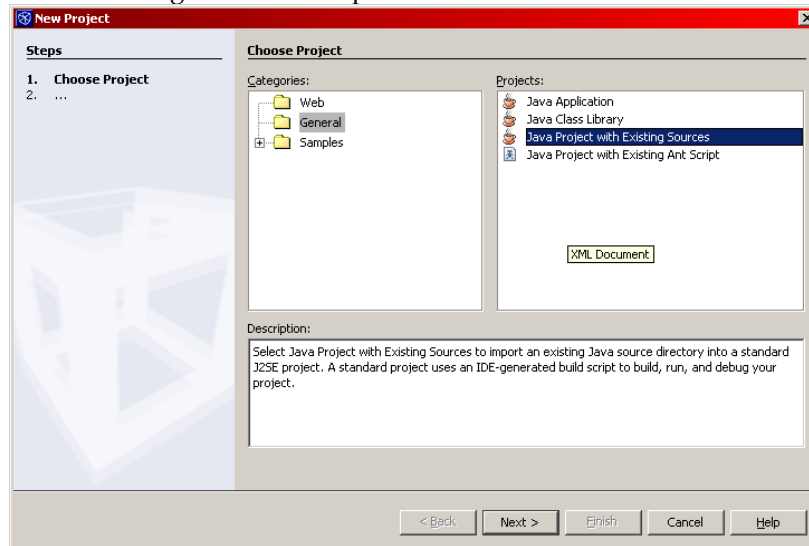 New Project
Steps
1. Choose Project
2. ...
Choose Project
Categories:
Web
General
Samples
Projects:
Java Application
Java Class Library
Java Project with Existing Sources
Java Project with Existing Ant Script
XML Document
Description:
Select Java Project with Existing Sources to import an existing Java source directory into a standard
J2SE project. A standard project uses an IDE-generated build script to build, run, and debug your
project.
< Back
Next >
Finish
Cancel
Help